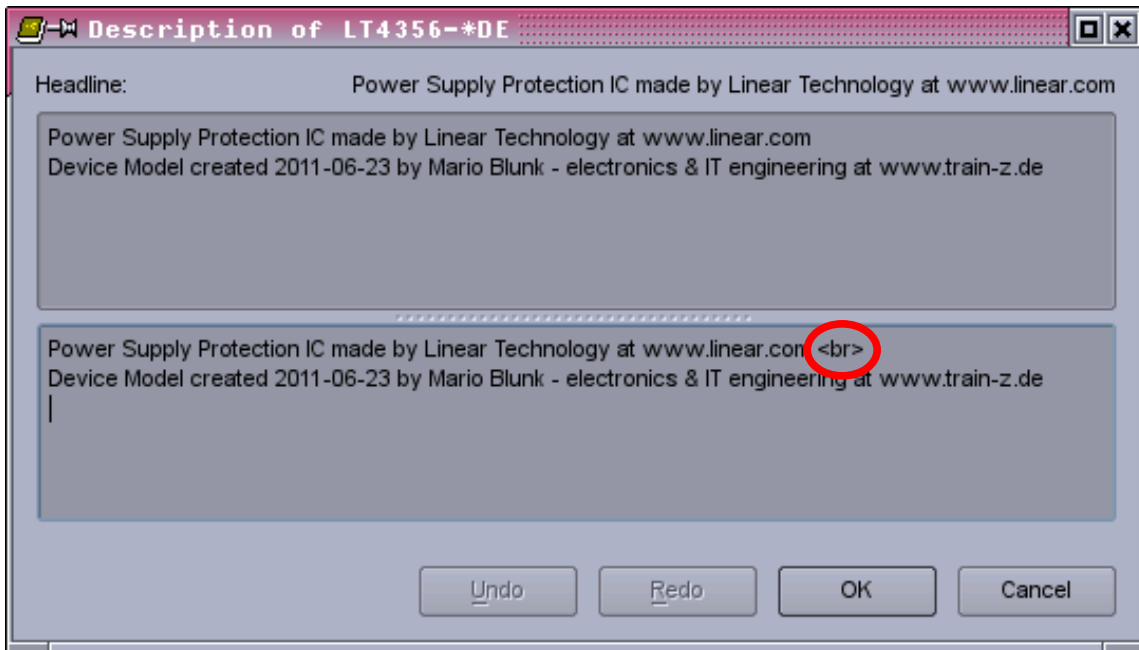 Description of LT4356-*DE
Headline: Power Supply Protection IC made by Linear Technology at www.linear.com
Power Supply Protection IC made by Linear Technology at www.linear.com
Device Model created 2011-06-23 by Mario Blunk - electronics & IT engineering at www.train-z.de
Power Supply Protection IC made by Linear Technology at www.linear.com <br>
Device Model created 2011-06-23 by Mario Blunk - electronics & IT engineering at www.train-z.de
Undo Redo OK Cancel